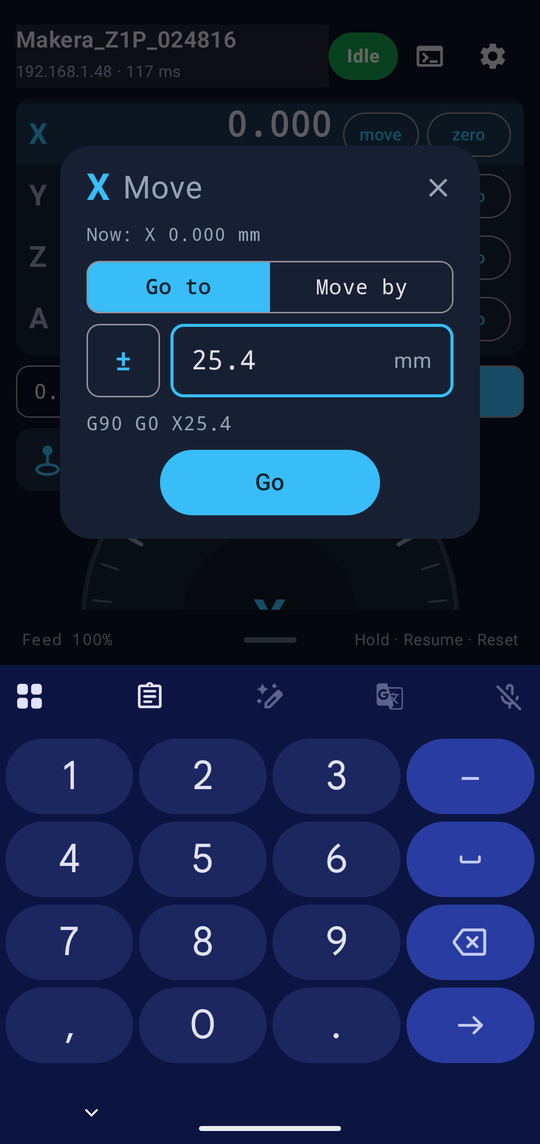 Makera_Z1P_024816
192.168.1.48 · 117 ms
Idle
X 0.000 move zero
X Move
Now: X 0.000 mm
Go to Move by
± 25.4 mm
G90 G0 X25.4
Go
Y
Z
A
0.
X
Feed 100% Hold · Resume · Reset
1 2 3 –
4 5 6
7 8 9
, 0 .